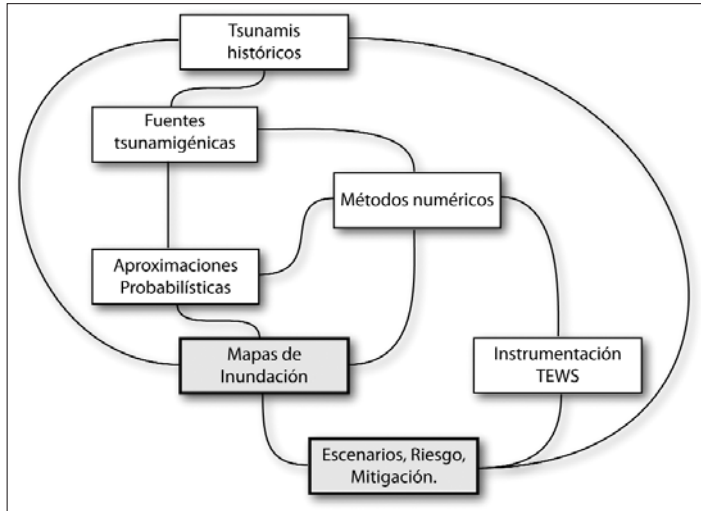 Tsunamis
históricos
Fuentes
tsunamigénicas
Métodos numéricos
Aproximaciones
Probabilísticas
Mapas de
Inundación
Instrumentación
TEWS
Escenarios, Riesgo,
Mitigación.